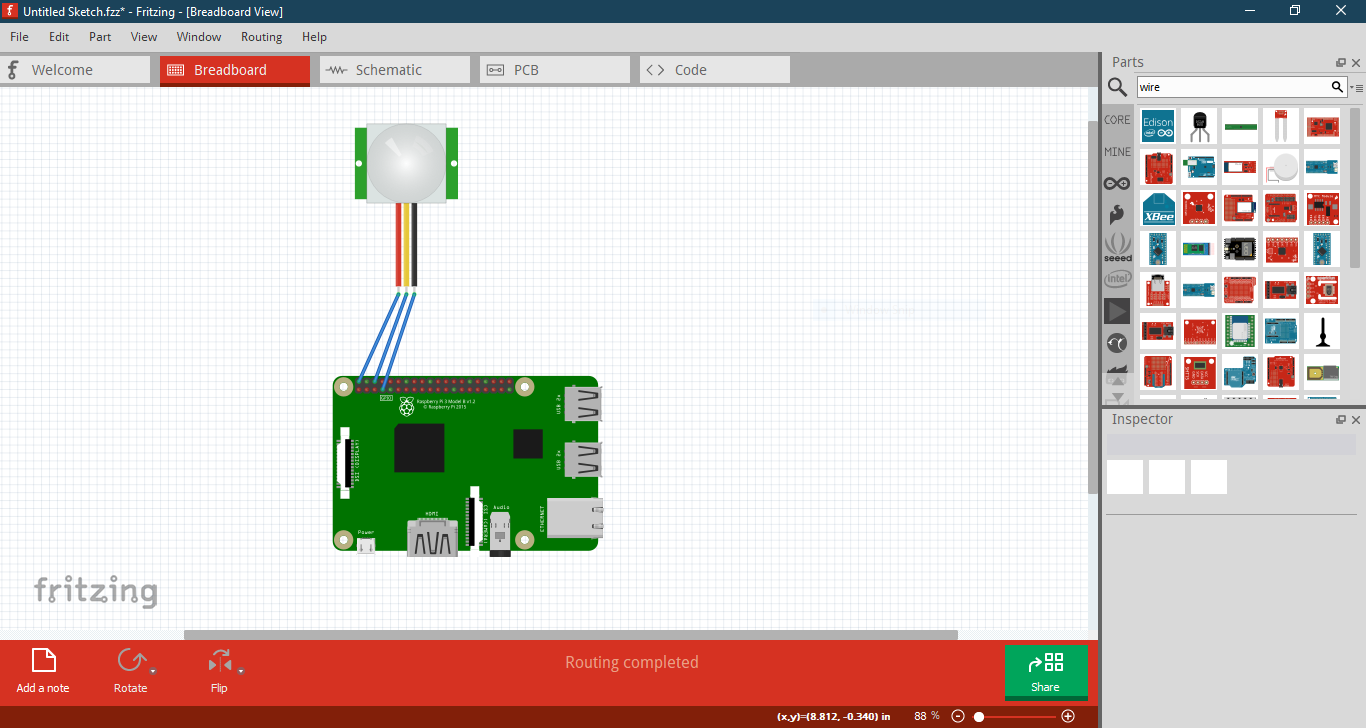 Untitled Sketch.fzz* - Fritzing - [Breadboard View]
File Edit Part View Window Routing Help
Welcome Breadboard Schematic PCB Code
Parts
wire
CORE
MINE
Edison
XBee
seeed
intel
Raspberry Pi 3 Model B v1.2
© Raspberry Pi 2015
GPIO
USB 2x
DSI (DISPLAY)
USB 2x
HDMI
Audio
ETHERNET
Power
Inspector
fritzing
Add a note
Rotate
Flip
Routing completed
Share
(x,y)=(8.812, -0.340) in 88 %